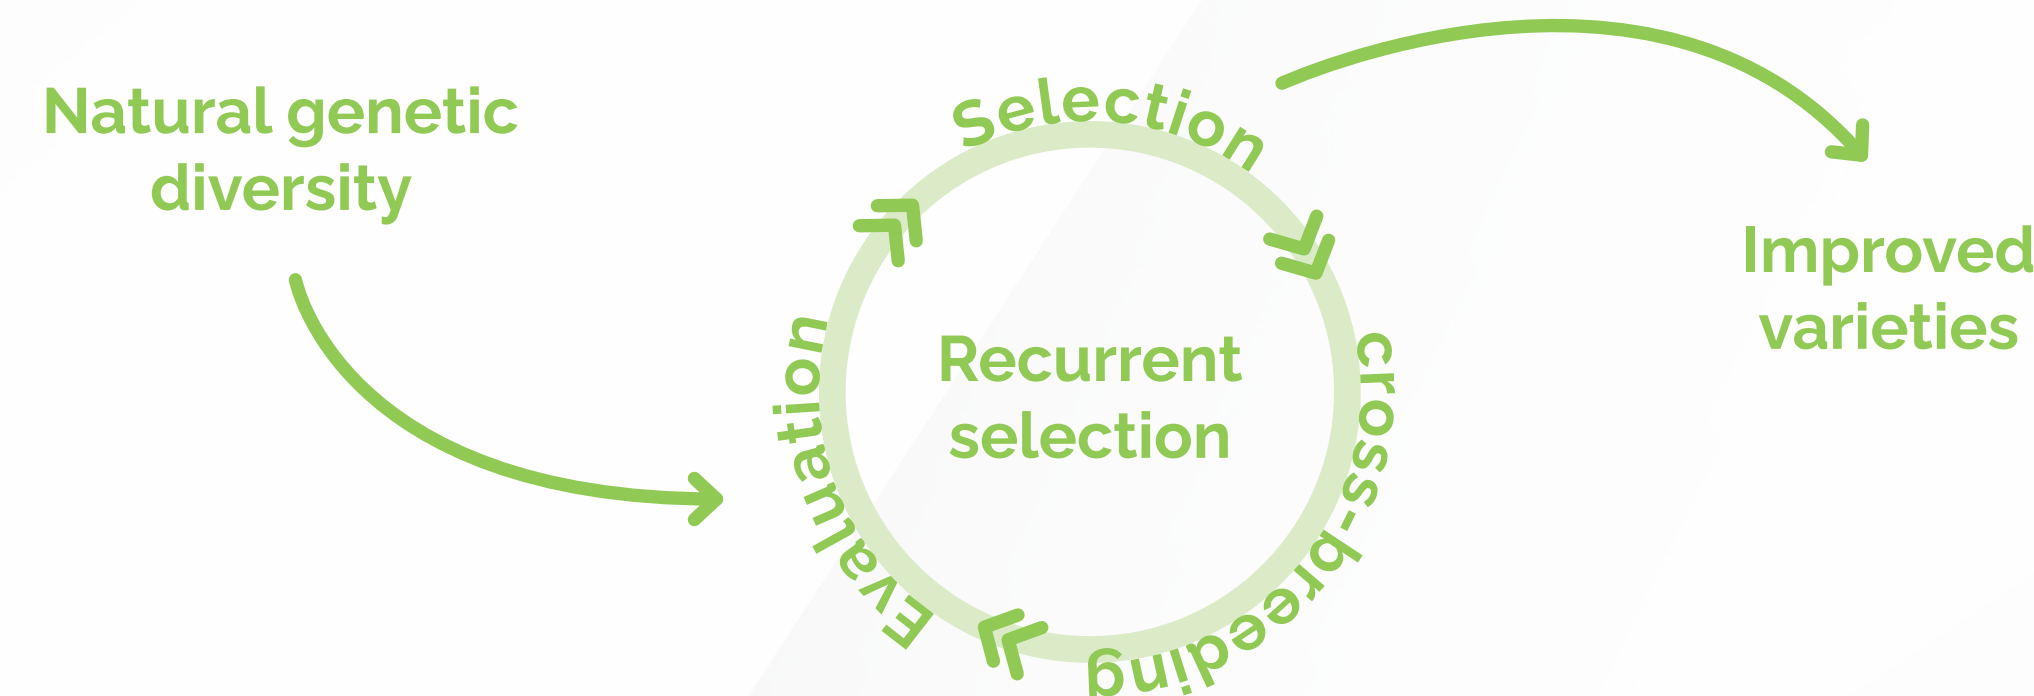 Natural genetic
diversity
Selection
cross-breeding
Evaluation
Recurrent
selection
Improved
varieties